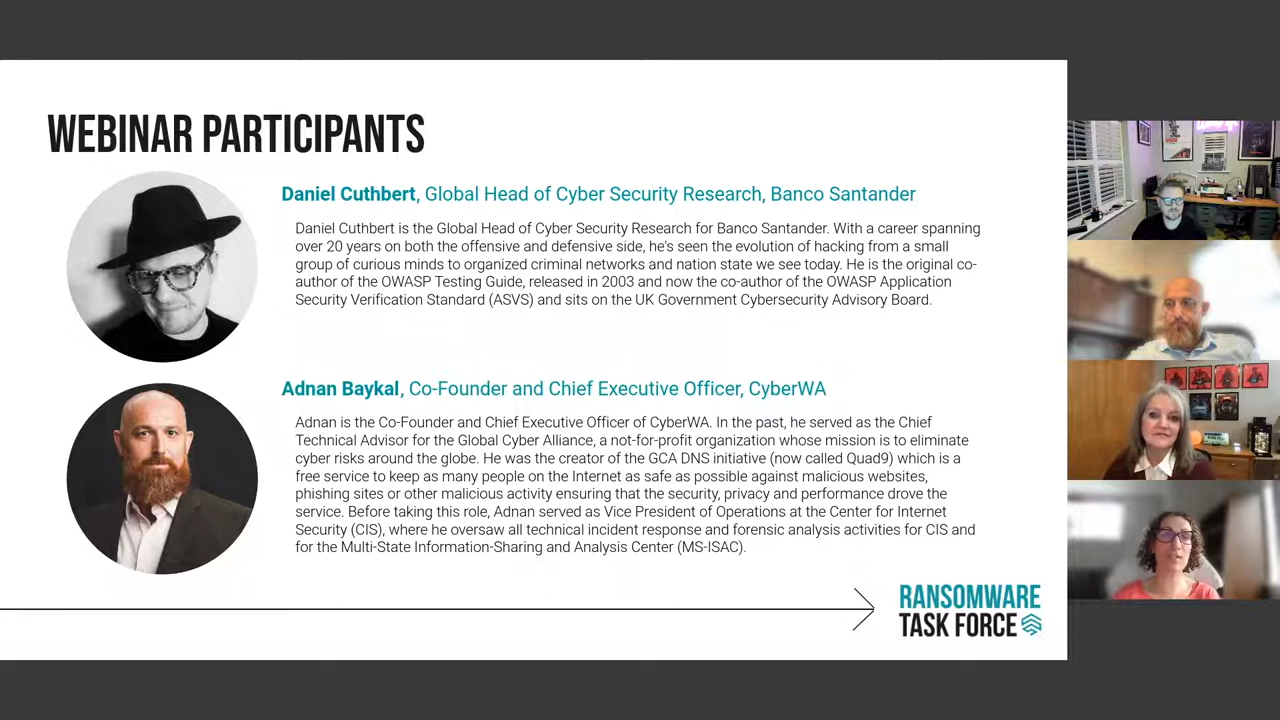 WEBINAR PARTICIPANTS
Daniel Cuthbert, Global Head of Cyber Security Research, Banco Santander
Daniel Cuthbert is the Global Head of Cyber Security Research for Banco Santander. With a career spanning
over 20 years on both the offensive and defensive side, he's seen the evolution of hacking from a small
group of curious minds to organized criminal networks and nation state we see today. He is the original co-
author of the OWASP Testing Guide, released in 2003 and now the co-author of the OWASP Application
Security Verification Standard (ASVS) and sits on the UK Government Cybersecurity Advisory Board.
Adnan Baykal, Co-Founder and Chief Executive Officer, CyberWA
Adnan is the Co-Founder and Chief Executive Officer of CyberWA. In the past, he served as the Chief
Technical Advisor for the Global Cyber Alliance, a not-for-profit organization whose mission is to eliminate
cyber risks around the globe. He was the creator of the GCA DNS initiative (now called Quad9) which is a
free service to keep as many people on the Internet as safe as possible against malicious websites,
phishing sites or other malicious activity ensuring that the security, privacy and performance drove the
service. Before taking this role, Adnan served as Vice President of Operations at the Center for Internet
Security (CIS), where he oversaw all technical incident response and forensic analysis activities for CIS and
for the Multi-State Information-Sharing and Analysis Center (MS-ISAC).
RANSOMWARE
TASK FORCE